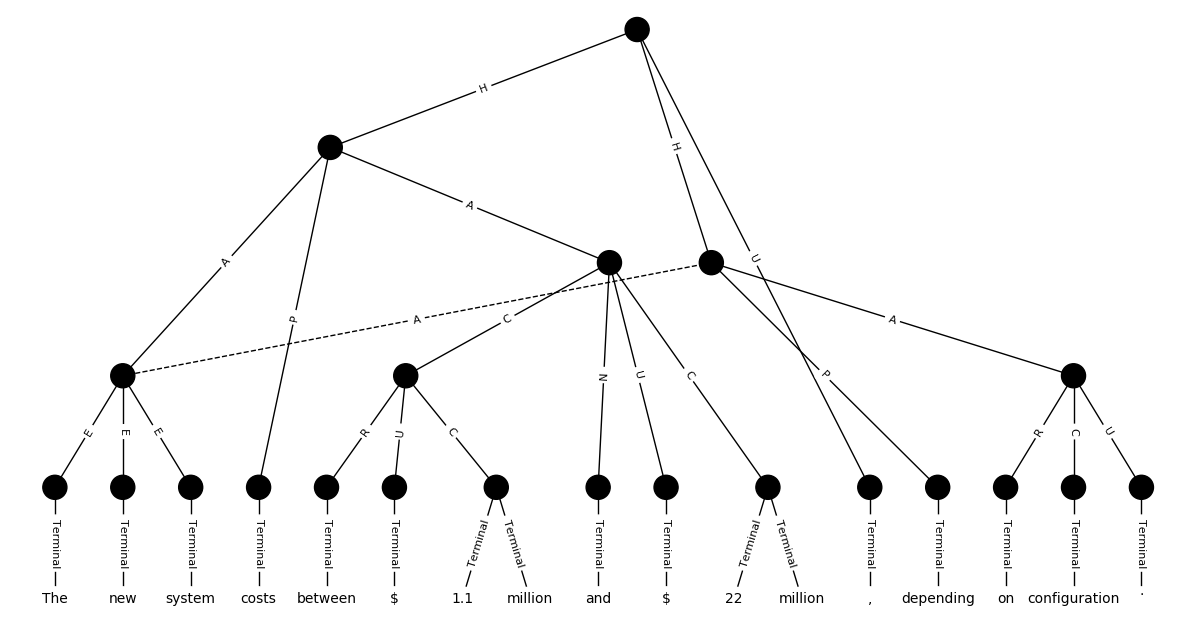 H
H
A
U
A
P
A
C
A
N
U
C
P
E
E
E
R
U
C
R
C
U
Terminal Terminal Terminal Terminal Terminal Terminal Terminal Terminal Terminal Terminal Terminal Terminal Terminal Terminal Terminal Terminal Terminal
The new system costs between $ 1.1 million and $ 22 million , depending on configuration .